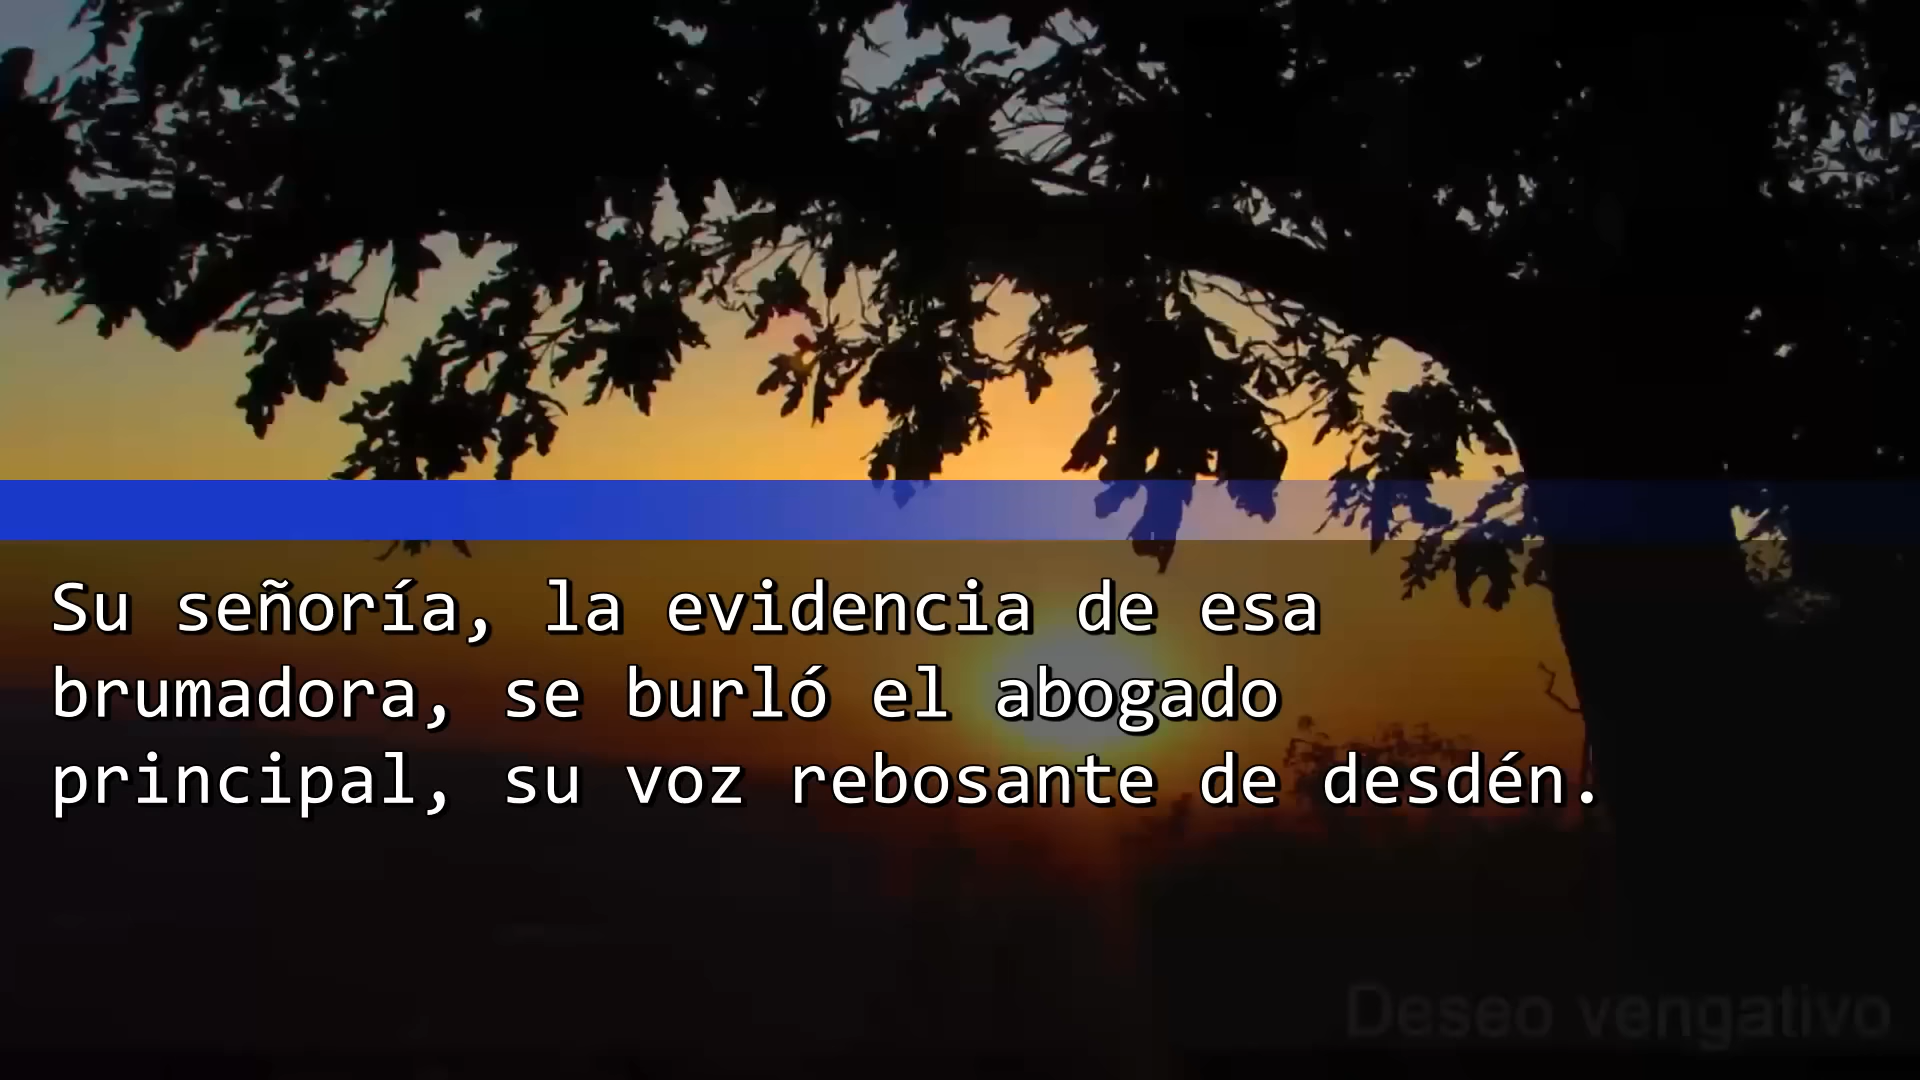 Su señoría, la evidencia de esa
brumadora, se burló el abogado
principal, su voz rebosante de desdén.
Deseo vengativo